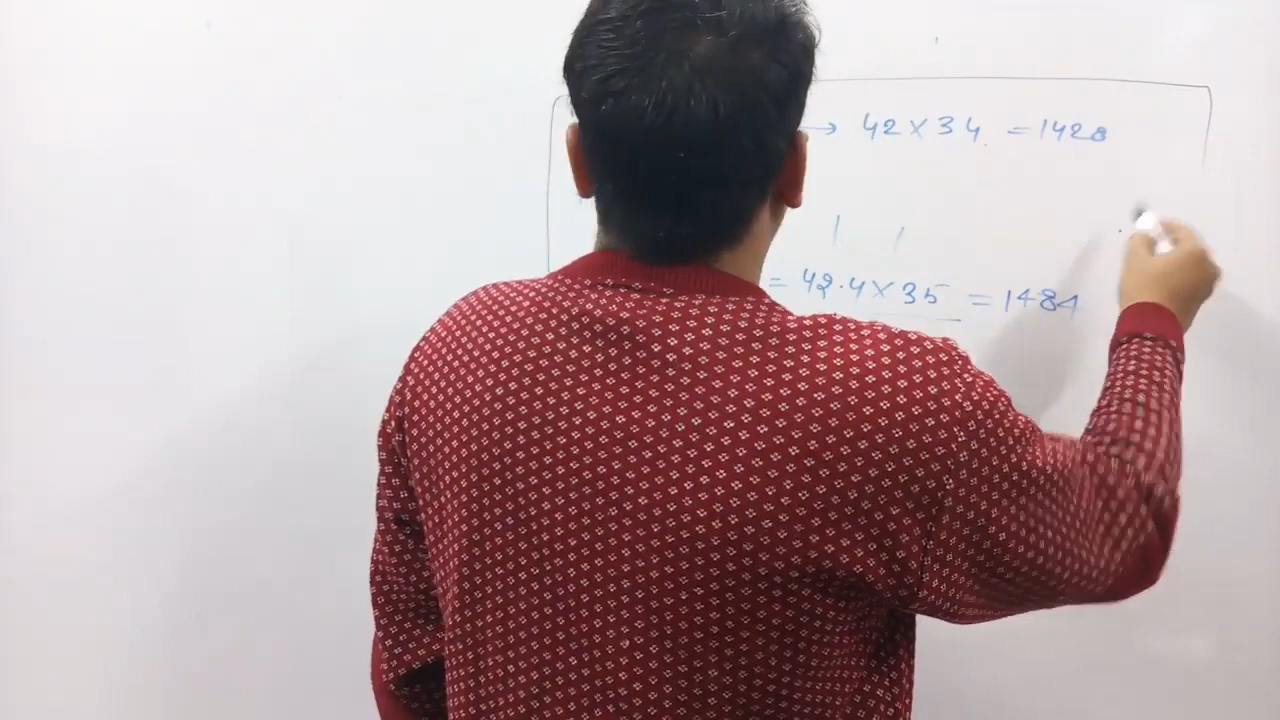 → 42 × 34 = 1428
= 42.4 × 35 = 1484